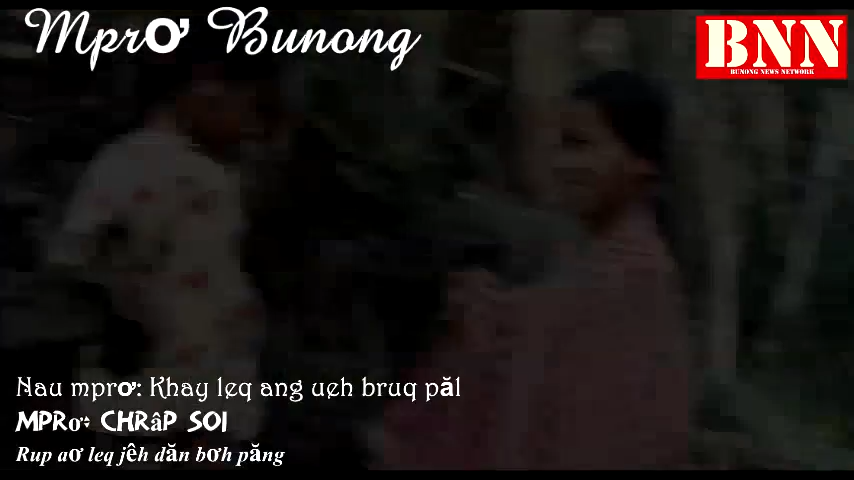 Mprơ Bunong
BNN
BUNONG NEWS NETWORK
Nau mprơ: Khay leq ang ueh bruq păl
MPRơ: CHRâP SOI
Rup aơ leq jêh dăn bơh păng